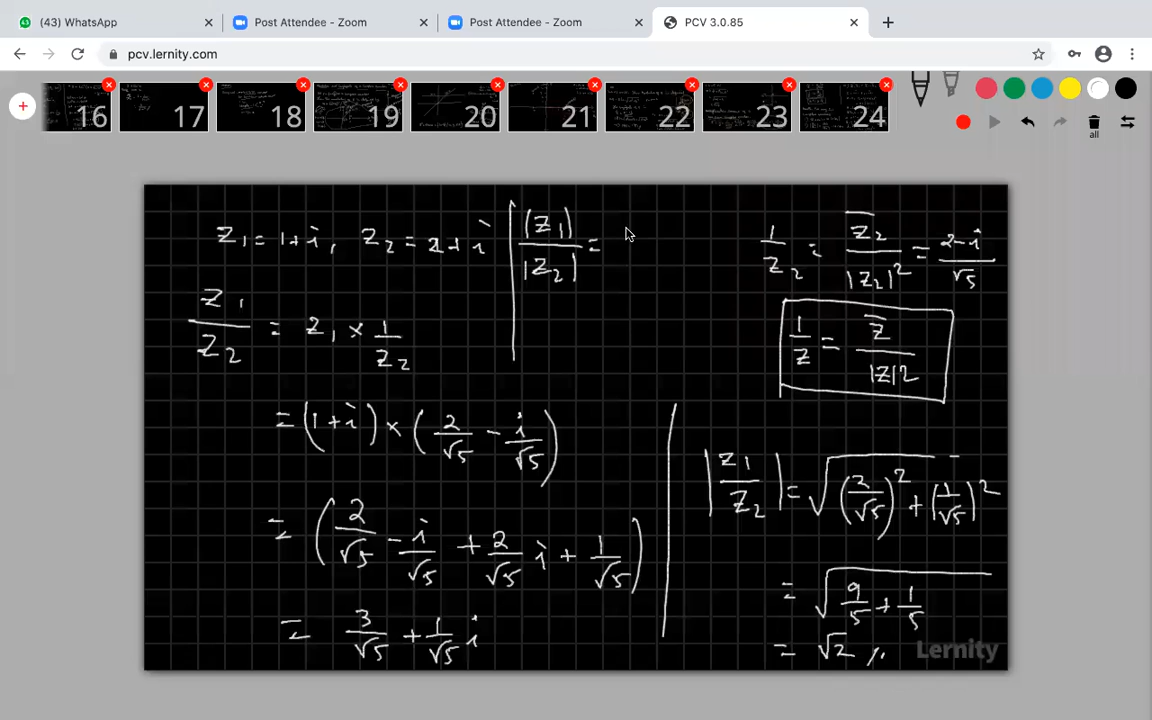 (43) WhatsApp
Post Attendee - Zoom
Post Attendee - Zoom
PCV 3.0.85
pcv.lernity.com
16 17 18 19 20 21 22 23 24
all
z₁ = 1+i, z₂ = 2+i
|z₁|/|z₂| =
z₁/z₂ = z₁ × 1/z₂
= (1+i) × (2/√5 - i/√5)
= (2/√5 - i/√5 + 2/√5 i + 1/√5)
= 3/√5 + 1/√5 i
1/z₂ = z̅₂/|z₂|² = 2-i/√5
1/z = z̅/|z|²
|z₁/z₂| = √(3/√5)² + (1/√5)²
= √9/5 + 1/5
= √2
Lernity